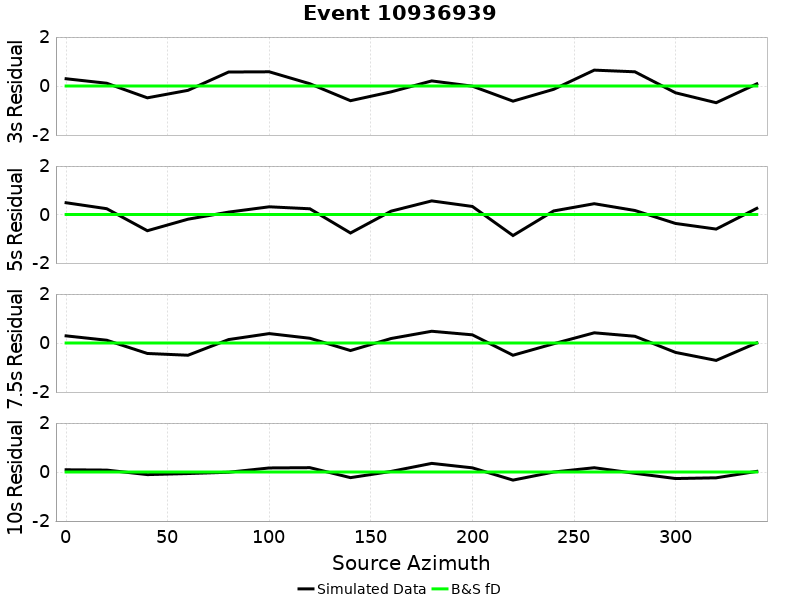 Event 10936939
3s Residual
2
0
-2
5s Residual
2
0
-2
7.5s Residual
2
0
-2
10s Residual
2
0
-2
0 50 100 150 200 250 300
Source Azimuth
Simulated Data B&S fD